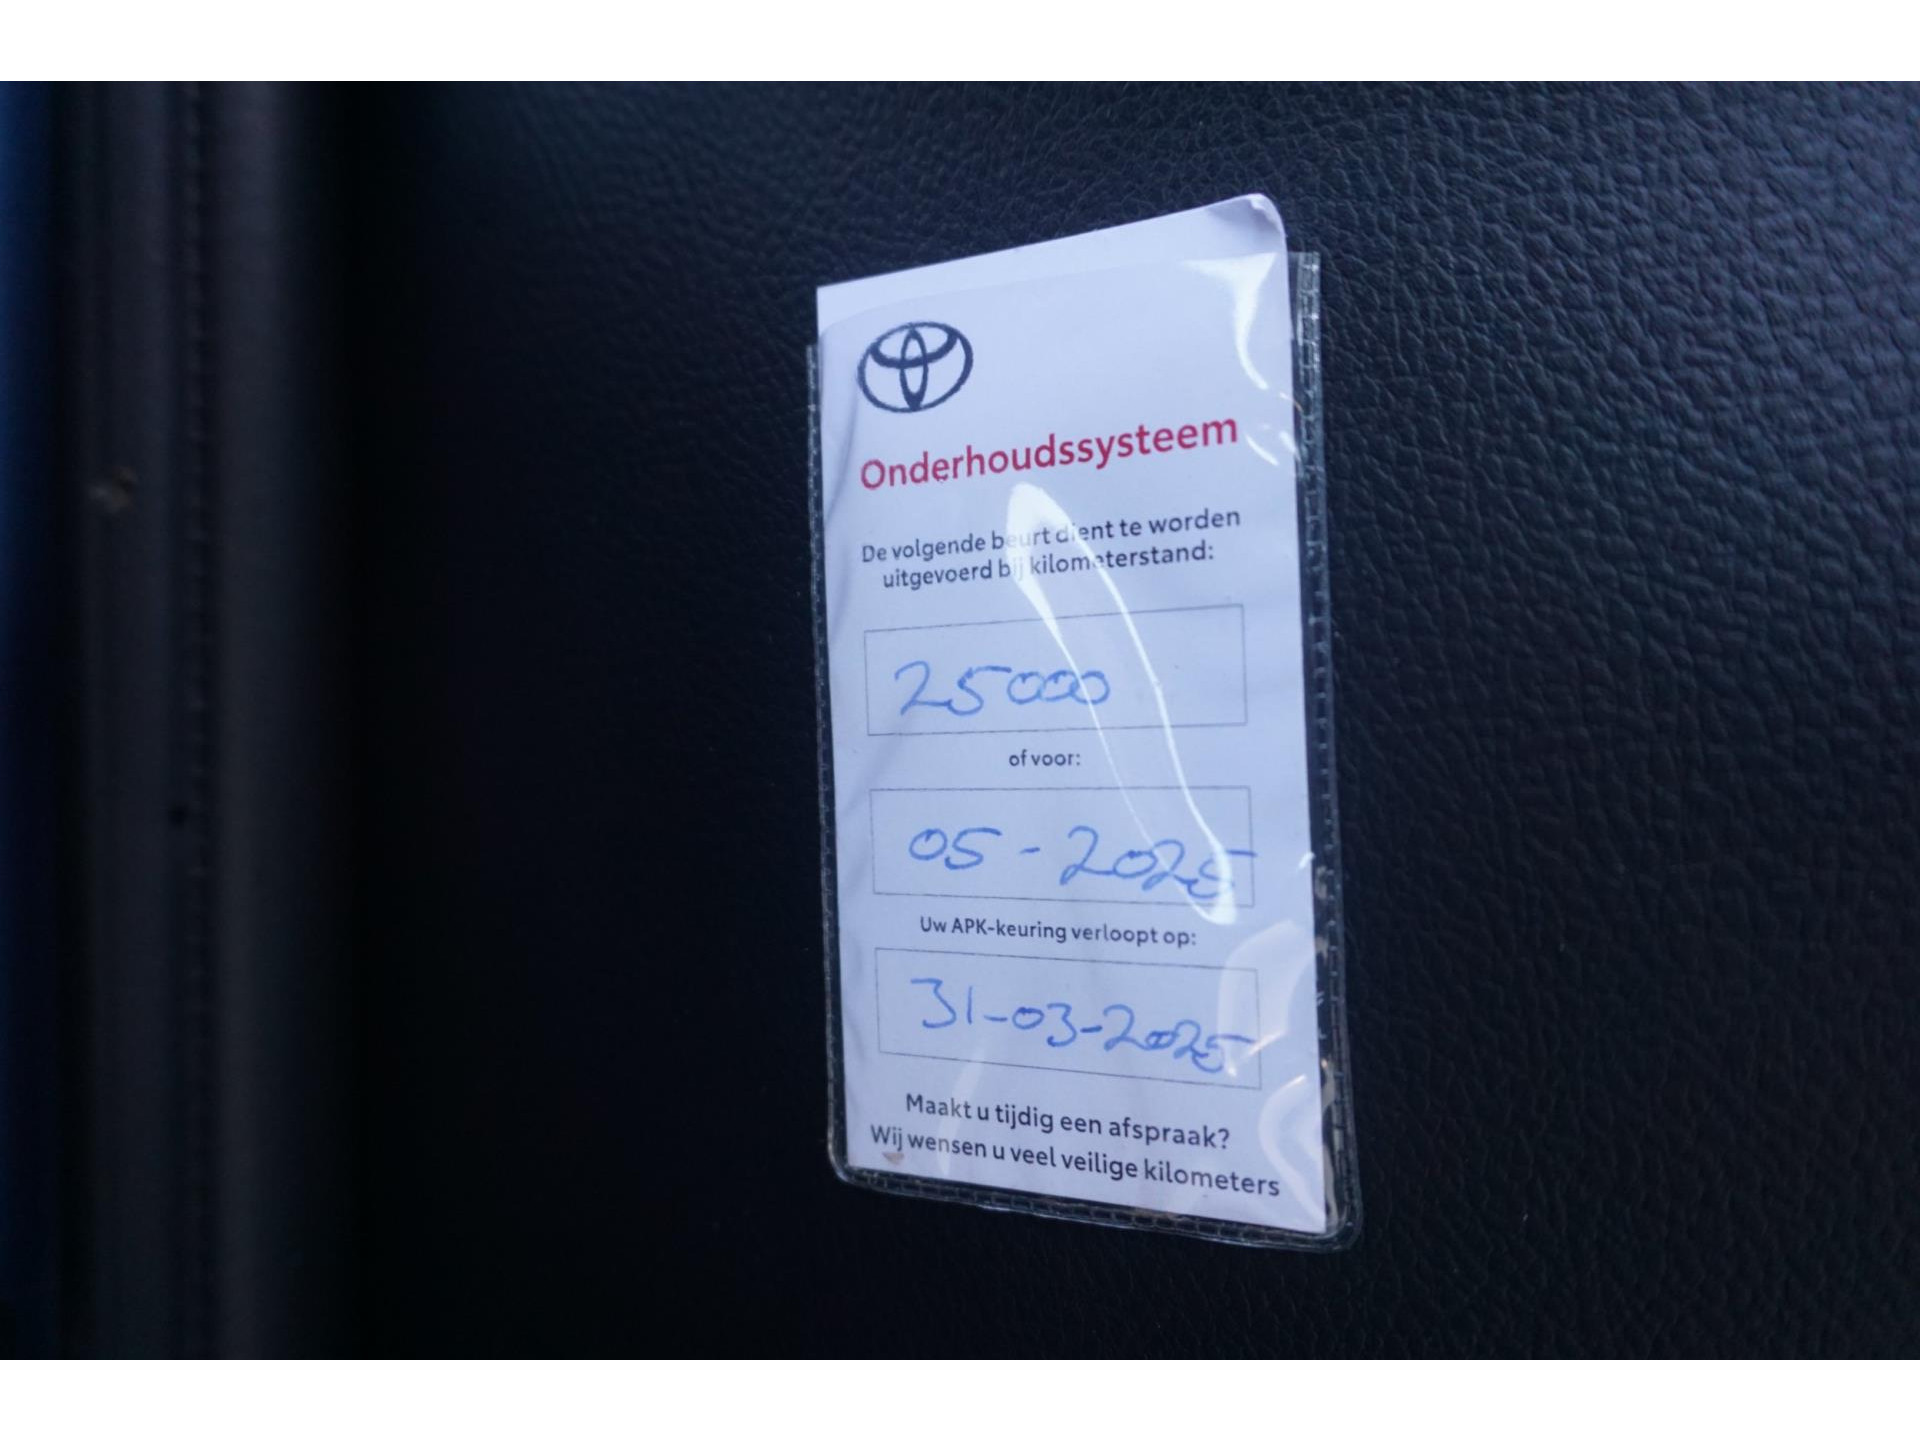 Onderhoudssysteem
De volgende beurt dient te worden
uitgevoerd bij kilometerstand:
25000
of voor:
05-2025
Uw APK-keuring verloopt op:
31-03-2025
Maakt u tijdig een afspraak?
Wij wensen u veel veilige kilometers